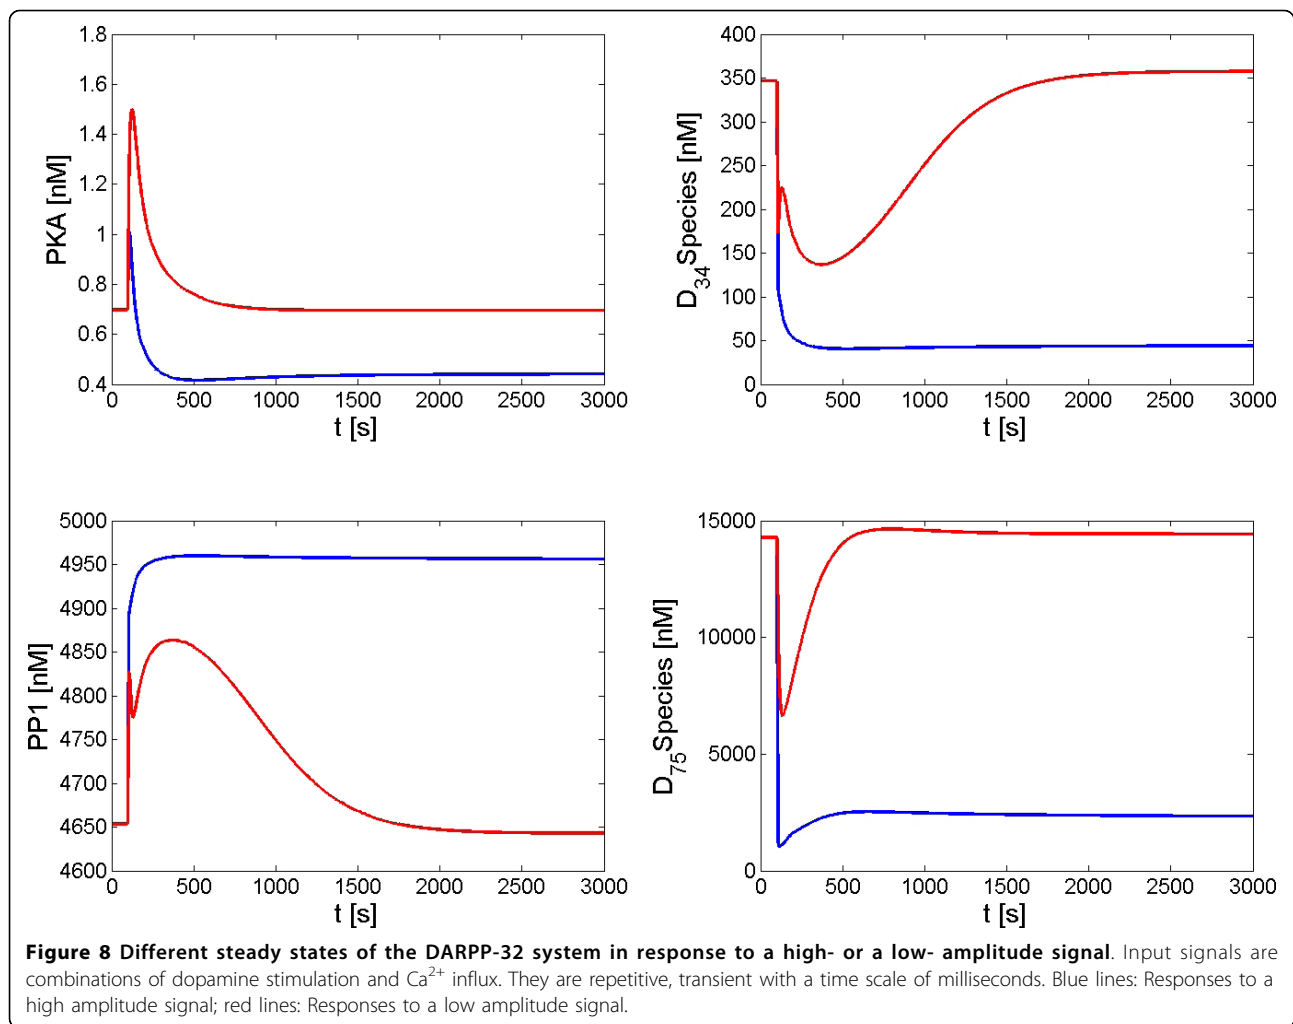 1.8
1.6
1.4
1.2
1
0.8
0.6
0.4
PKA [nM]
0 500 1000 1500 2000 2500 3000
t [s]
400
350
300
250
200
150
100
50
0
D34Species [nM]
0 500 1000 1500 2000 2500 3000
t [s]
5000
4950
4900
4850
4800
4750
4700
4650
4600
PP1 [nM]
0 500 1000 1500 2000 2500 3000
t [s]
15000
10000
5000
0
D75Species [nM]
0 500 1000 1500 2000 2500 3000
t [s]
Figure 8 Different steady states of the DARPP-32 system in response to a high- or a low- amplitude signal. Input signals are
combinations of dopamine stimulation and Ca2+ influx. They are repetitive, transient with a time scale of milliseconds. Blue lines: Responses to a
high amplitude signal; red lines: Responses to a low amplitude signal.